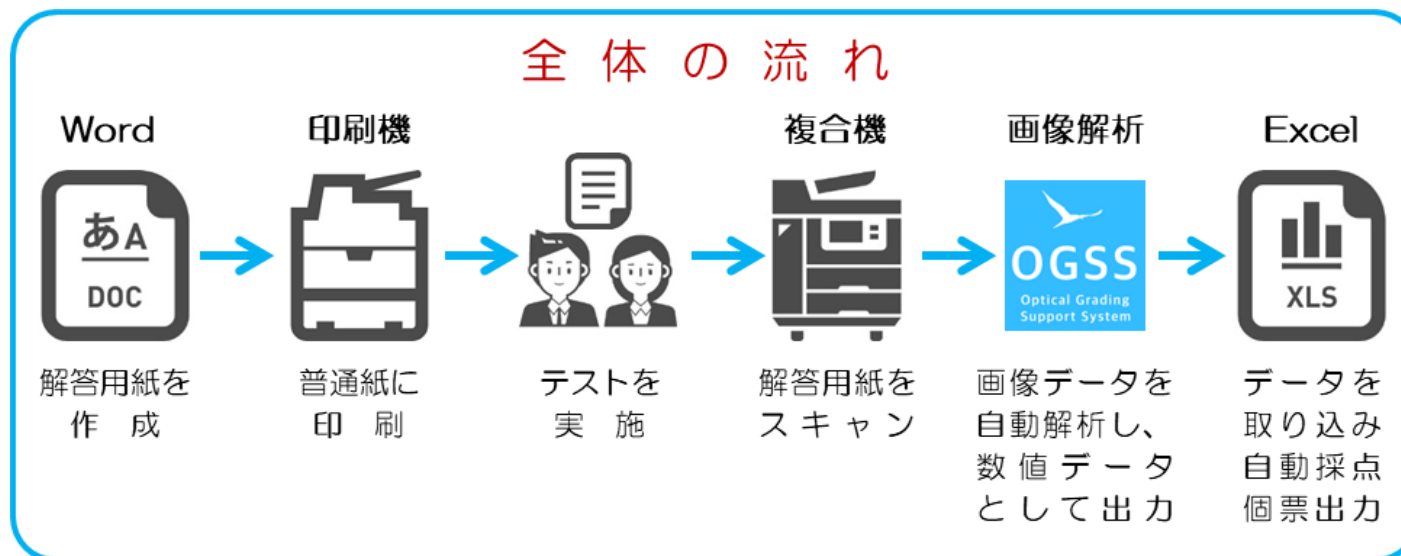 全体の流れ
Word
あA
DOC
解答用紙を
作成
印刷機
普通紙に
印刷
テストを
実施
複合機
解答用紙を
スキャン
画像解析
OGSS
Optical Grading
Support System
画像データを
自動解析し、
数値データ
として出力
Excel
XLS
データを
取り込み
自動採点
個票出力